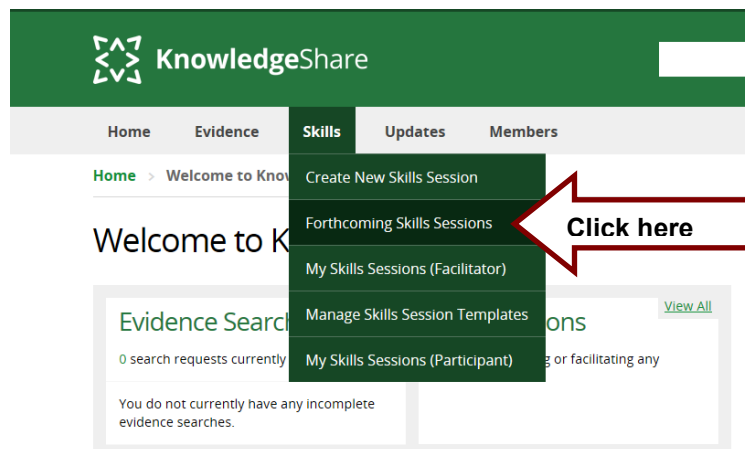 KnowledgeShare
Home Evidence Skills Updates Members
Home > Welcome to Know
Create New Skills Session
Forthcoming Skills Sessions
Click here
My Skills Sessions (Facilitator)
Manage Skills Session Templates
My Skills Sessions (Participant)
Welcome to K
View All
Evidence Search
ons
0 search requests currently
g or facilitating any
You do not currently have any incomplete
evidence searches.